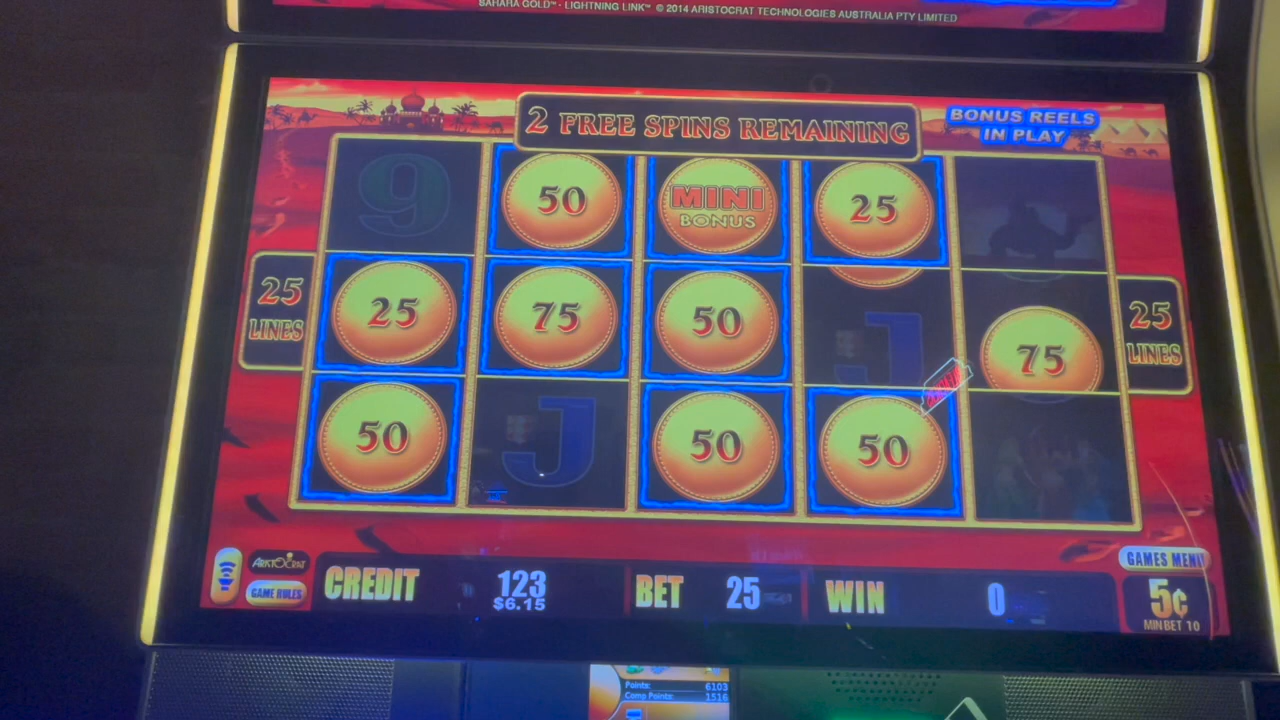 SAHARA GOLD™ - LIGHTNING LINK™ © 2014 ARISTOCRAT TECHNOLOGIES AUSTRALIA PTY LIMITED
2 FREE SPINS REMAINING
BONUS REELS
IN PLAY
9
50
MINI
BONUS
25
25
LINES
25
75
50
J
75
25
LINES
50
J
50
50
ARISTOCRAT
GAME RULES
CREDIT
123
$6.15
BET
25
WIN
0
GAMES MENU
5¢
MIN BET 10
Points: 6103
Comp Points: 1516